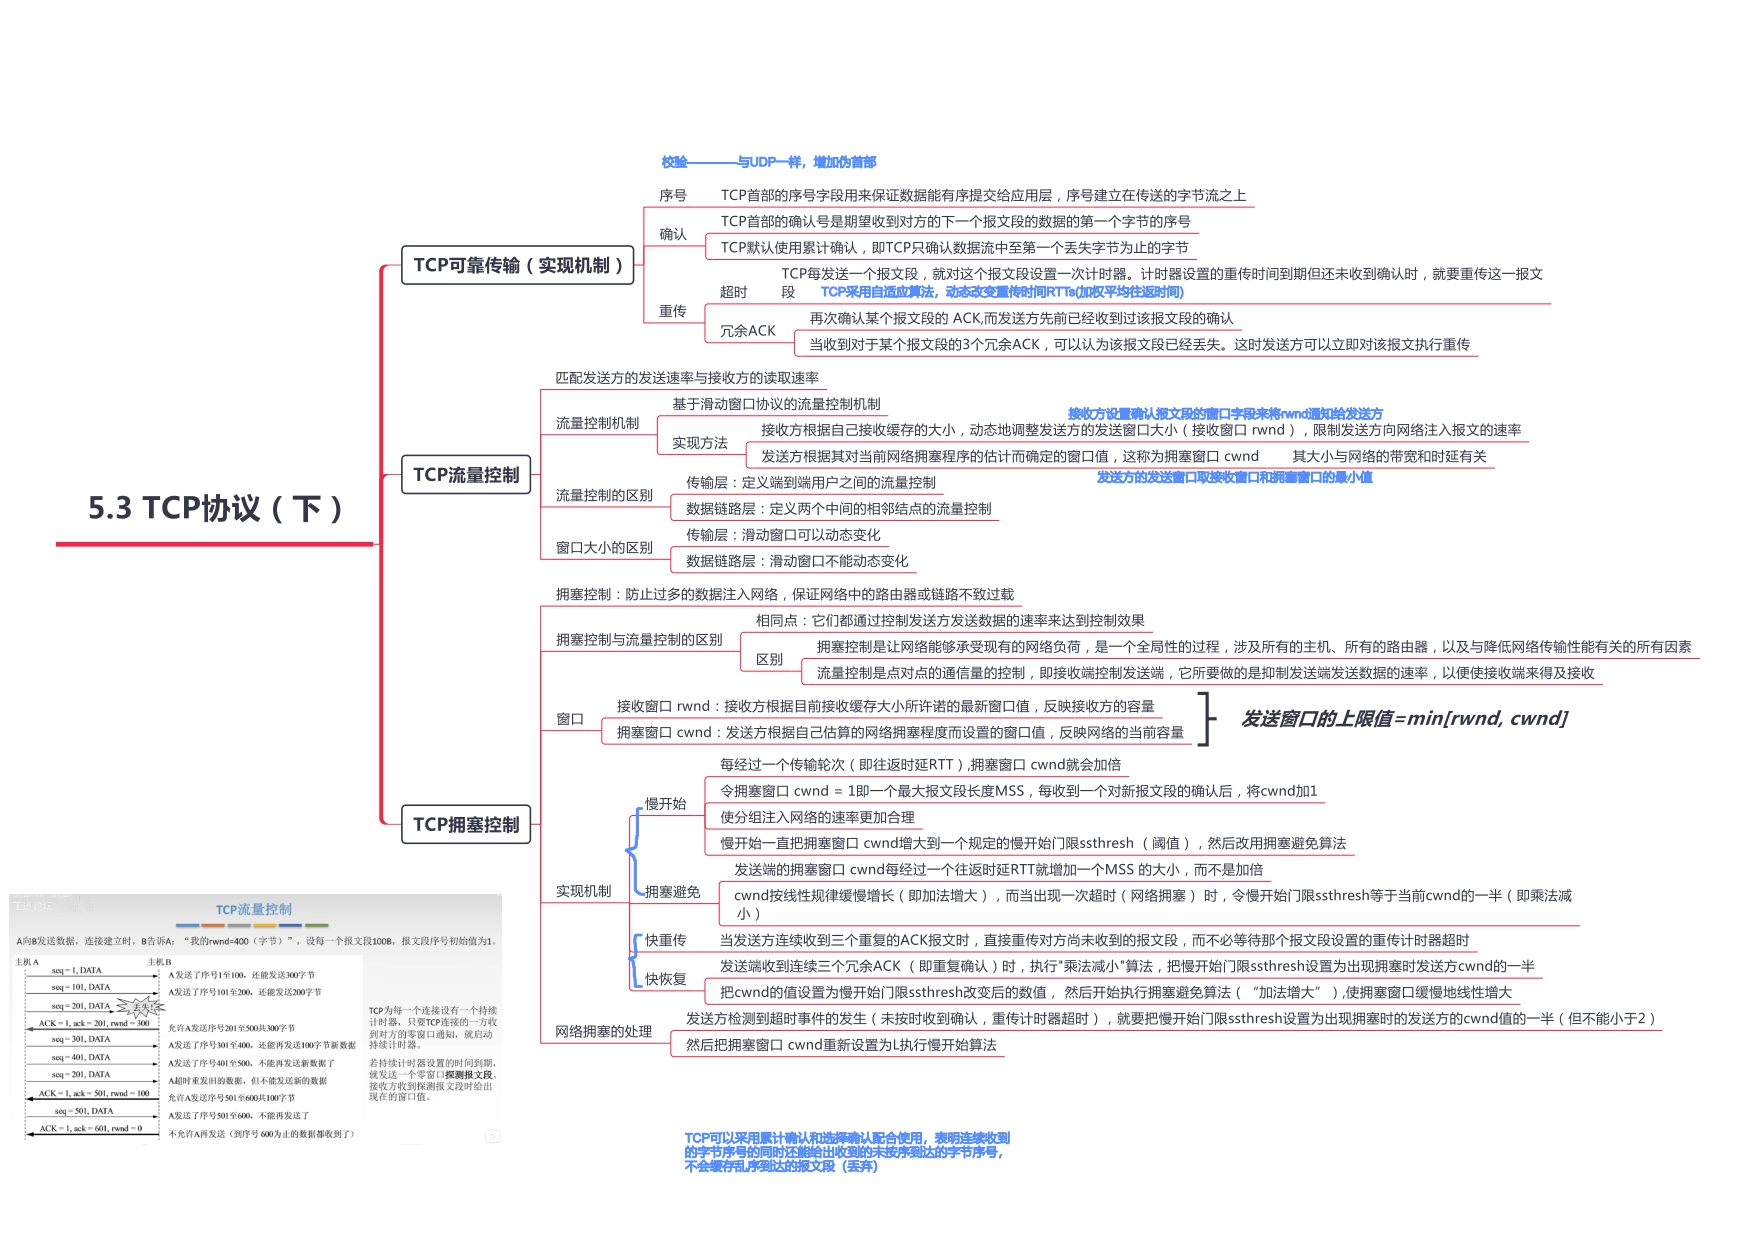 校验————与UDP一样，增加伪首部
序号 TCP首部的序号字段用来保证数据能有序提交给应用层，序号建立在传送的字节流之上
确认
TCP首部的确认号是期望收到对方的下一个报文段的数据的第一个字节的序号
TCP默认使用累计确认，即TCP只确认数据流中至第一个丢失字节为止的字节
TCP可靠传输（实现机制）
重传
超时
TCP每发送一个报文段，就对这个报文段设置一次计时器。计时器设置的重传时间到期但还未收到确认时，就要重传这一报文
段 TCP采用自适应算法，动态改变重传时间RTTs(加权平均往返时间)
冗余ACK
再次确认某个报文段的 ACK,而发送方先前已经收到过该报文段的确认
当收到对于某个报文段的3个冗余ACK，可以认为该报文段已经丢失。这时发送方可以立即对该报文执行重传
5.3 TCP协议（下）
TCP流量控制
匹配发送方的发送速率与接收方的读取速率
流量控制机制
基于滑动窗口协议的流量控制机制
实现方法
接收方设置确认报文段的窗口字段来将rwnd通知给发送方
接收方根据自己接收缓存的大小，动态地调整发送方的发送窗口大小（接收窗口 rwnd），限制发送方向网络注入报文的速率
发送方根据其对当前网络拥塞程序的估计而确定的窗口值，这称为拥塞窗口 cwnd 其大小与网络的带宽和时延有关
发送方的发送窗口取接收窗口和拥塞窗口的最小值
流量控制的区别
传输层：定义端到端用户之间的流量控制
数据链路层：定义两个中间的相邻结点的流量控制
窗口大小的区别
传输层：滑动窗口可以动态变化
数据链路层：滑动窗口不能动态变化
TCP拥塞控制
拥塞控制：防止过多的数据注入网络，保证网络中的路由器或链路不致过载
拥塞控制与流量控制的区别
相同点：它们都通过控制发送方发送数据的速率来达到控制效果
区别
拥塞控制是让网络能够承受现有的网络负荷，是一个全局性的过程，涉及所有的主机、所有的路由器，以及与降低网络传输性能有关的所有因素
流量控制是点对点的通信量的控制，即接收端控制发送端，它所要做的是抑制发送端发送数据的速率，以便使接收端来得及接收
窗口
接收窗口 rwnd：接收方根据目前接收缓存大小所许诺的最新窗口值，反映接收方的容量
拥塞窗口 cwnd：发送方根据自己估算的网络拥塞程度而设置的窗口值，反映网络的当前容量
发送窗口的上限值=min[rwnd, cwnd]
实现机制
慢开始
每经过一个传输轮次（即往返时延RTT）,拥塞窗口 cwnd就会加倍
令拥塞窗口 cwnd = 1即一个最大报文段长度MSS，每收到一个对新报文段的确认后，将cwnd加1
使分组注入网络的速率更加合理
慢开始一直把拥塞窗口 cwnd增大到一个规定的慢开始门限ssthresh（阈值），然后改用拥塞避免算法
拥塞避免
发送端的拥塞窗口 cwnd每经过一个往返时延RTT就增加一个MSS 的大小，而不是加倍
cwnd按线性规律缓慢增长（即加法增大），而当出现一次超时（网络拥塞）时，令慢开始门限ssthresh等于当前cwnd的一半（即乘法减
小）
快重传 当发送方连续收到三个重复的ACK报文时，直接重传对方尚未收到的报文段，而不必等待那个报文段设置的重传计时器超时
快恢复
发送端收到连续三个冗余ACK （即重复确认）时，执行"乘法减小"算法，把慢开始门限ssthresh设置为出现拥塞时发送方cwnd的一半
把cwnd的值设置为慢开始门限ssthresh改变后的数值， 然后开始执行拥塞避免算法（ “加法增大” ）,使拥塞窗口缓慢地线性增大
网络拥塞的处理
发送方检测到超时事件的发生（未按时收到确认，重传计时器超时），就要把慢开始门限ssthresh设置为出现拥塞时的发送方的cwnd值的一半（但不能小于2）
然后把拥塞窗口 cwnd重新设置为L执行慢开始算法
TCP流量控制
A向B发送数据，连接建立时，B告诉A：“我的rwnd=400（字节）”，设每一个报文段100B，报文段序号初始值为1。
主机 A 主机 B
seq = 1, DATA A发送了序号1至100，还能发送300字节
seq = 101, DATA A发送了序号101至200，还能发送200字节
seq = 201, DATA 丢失！
ACK = 1, ack = 201, rwnd = 300 允许A发送序号201至500共300字节
seq = 301, DATA A发送了序号301至400，还能再发送100字节新数据
seq = 401, DATA A发送了序号401至500，不能再发送新数据了
seq = 201, DATA A超时重发旧的数据，但不能发送新的数据
ACK = 1, ack = 501, rwnd = 100 允许A发送序号501至600共100字节
seq = 501, DATA A发送了序号501至600，不能再发送了
ACK = 1, ack = 601, rwnd = 0 不允许A再发送（到序号 600为止的数据都收到了）
TCP为每一个连接设有一个持续
计时器，只要TCP连接的一方收
到对方的零窗口通知，就启动
持续计时器。
若持续计时器设置的时间到期，
就发送一个零窗口探测报文段。
接收方收到探测报文段时给出
现在的窗口值。
TCP可以采用累计确认和选择确认配合使用，表明连续收到
的字节序号的同时还能给出收到的未按序到达的字节序号，
不会缓存乱序到达的报文段（丢弃）